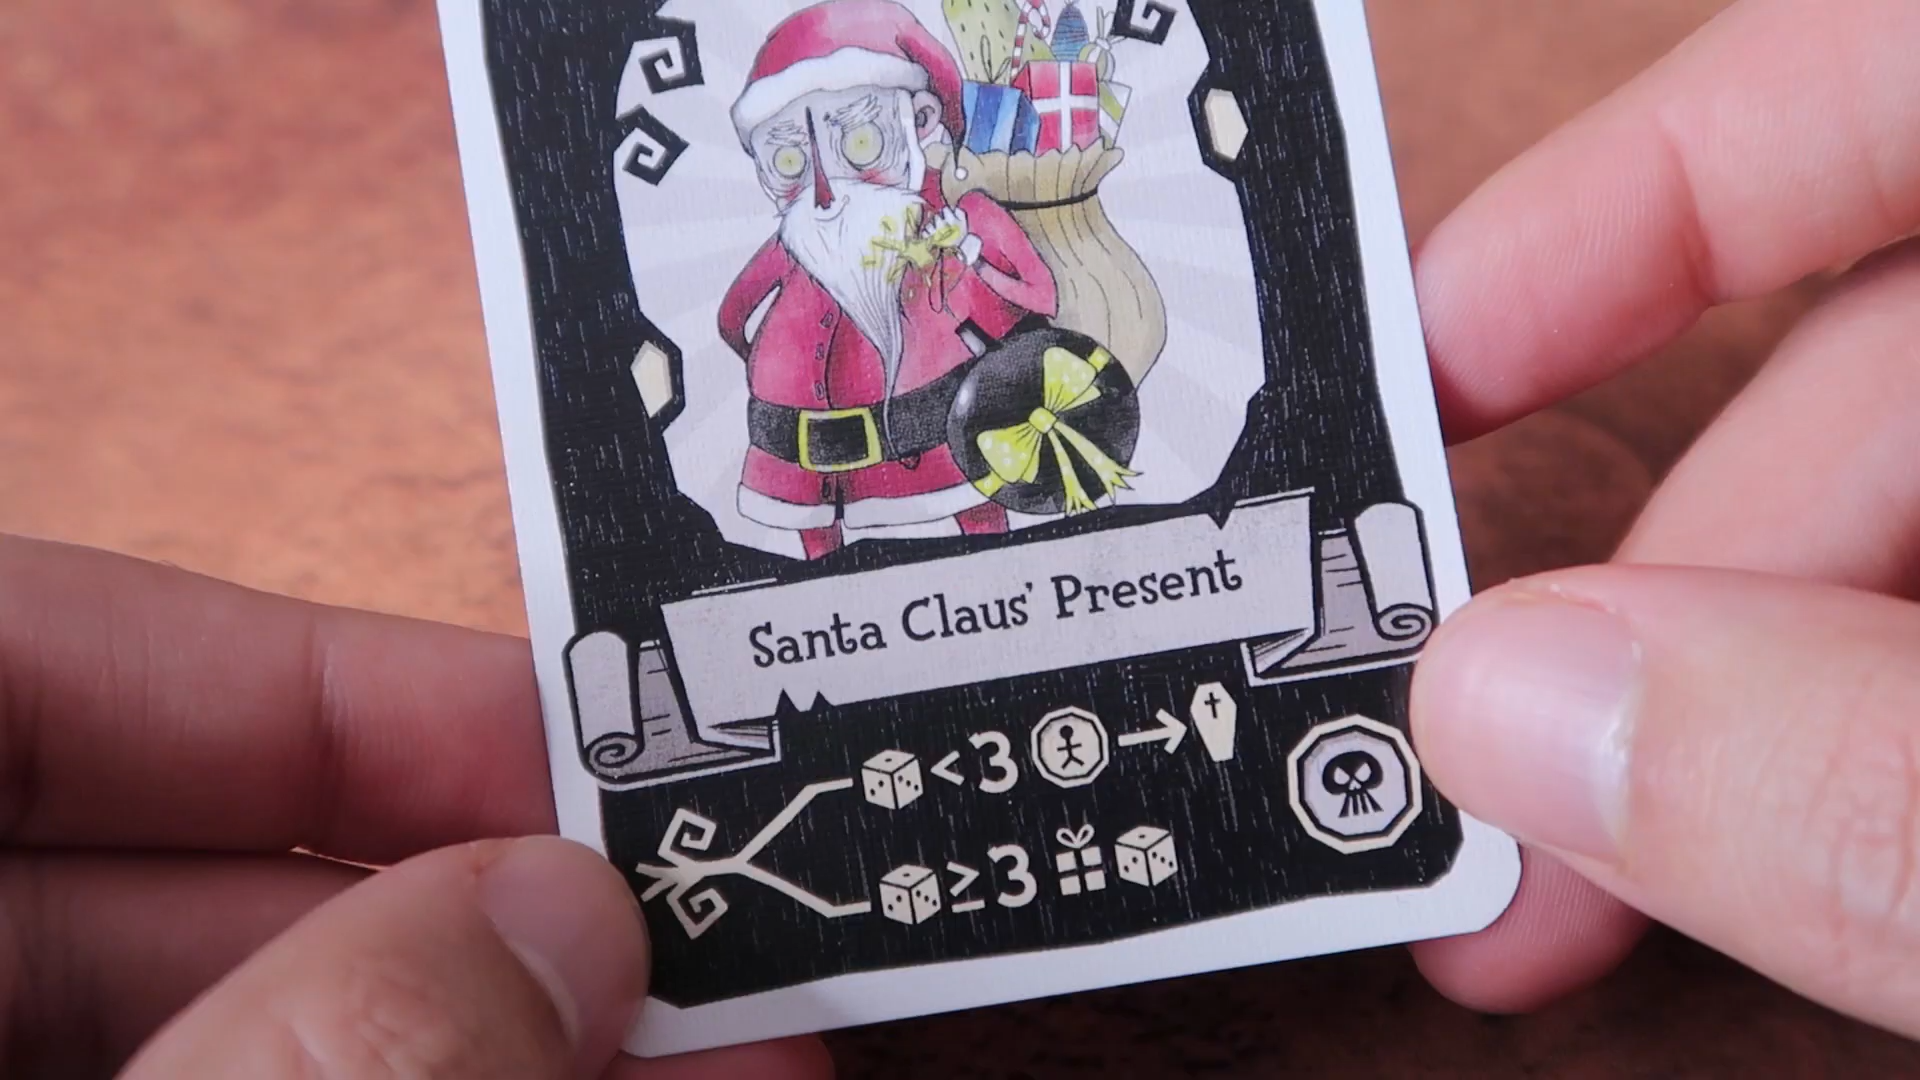 Santa Claus' Present
< 3
≥ 3